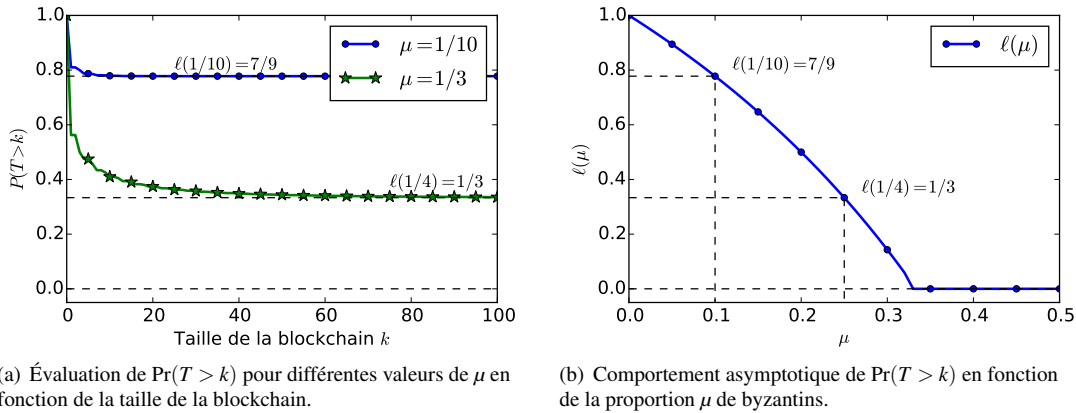 1.0
0.8
0.6
0.4
0.2
0.0
P(T>k)
0 20 40 60 80 100
Taille de la blockchain k
ℓ(1/10)=7/9
μ=1/10
μ=1/3
ℓ(1/4)=1/3
1.0
0.8
0.6
0.4
0.2
0.0
ℓ(μ)
0.0 0.1 0.2 0.3 0.4 0.5
μ
ℓ(1/10)=7/9
ℓ(μ)
ℓ(1/4)=1/3
(a) Évaluation de Pr(T > k) pour différentes valeurs de μ en
fonction de la taille de la blockchain.
(b) Comportement asymptotique de Pr(T > k) en fonction
de la proportion μ de byzantins.